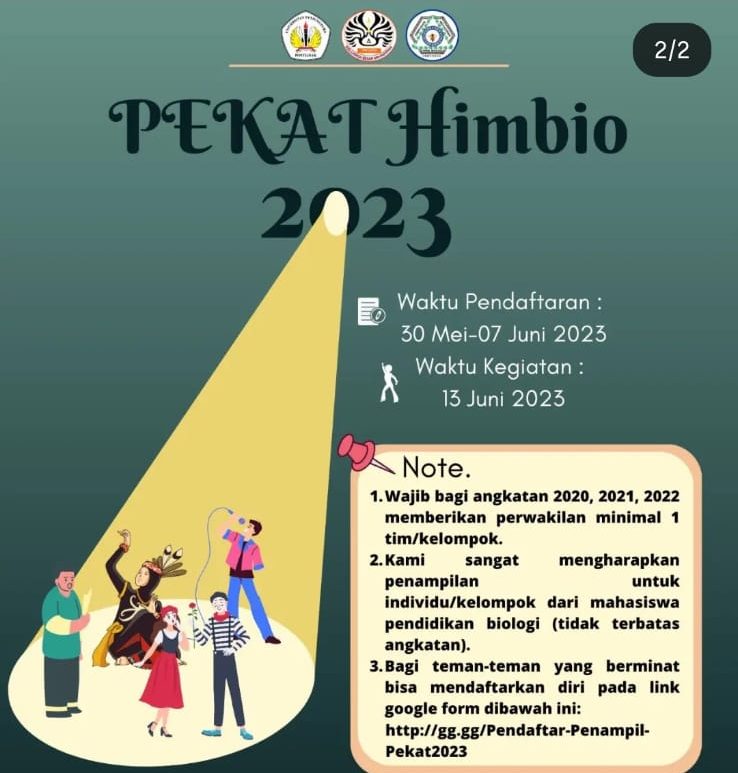 2/2
PEKAT Himbio
2023
Waktu Pendaftaran :
30 Mei-07 Juni 2023
Waktu Kegiatan :
13 Juni 2023
Note.
1. Wajib bagi angkatan 2020, 2021, 2022
memberikan perwakilan minimal 1
tim/kelompok.
2. Kami sangat mengharapkan
penampilan untuk
individu/kelompok dari mahasiswa
pendidikan biologi (tidak terbatas
angkatan).
3. Bagi teman-teman yang berminat
bisa mendaftarkan diri pada link
google form dibawah ini:
http://gg.gg/Pendaftar-Penampil-
Pekat2023